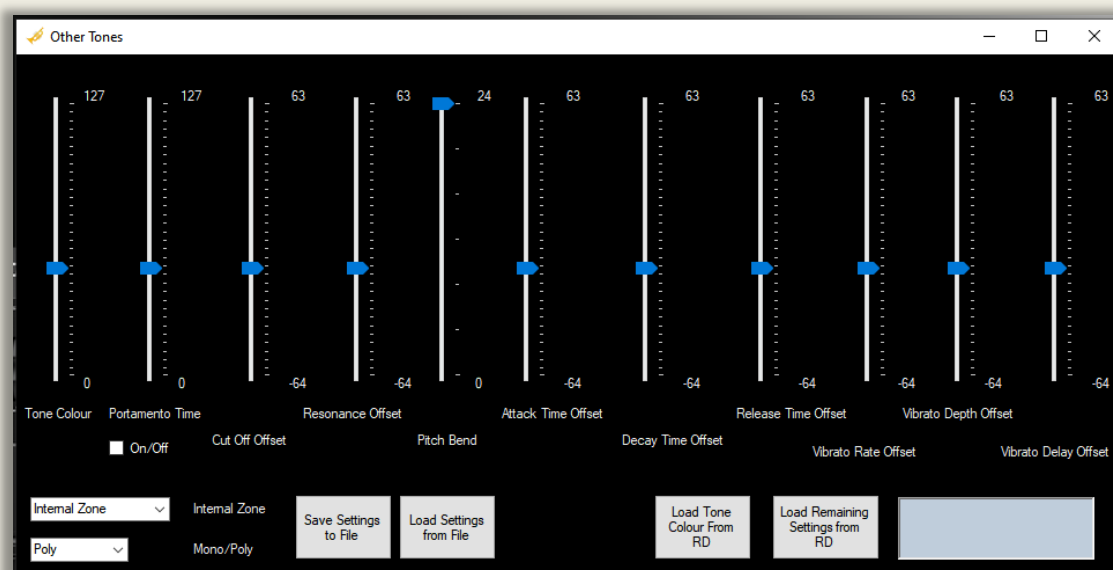 Other Tones
127 127 63 63 24 63 63 63 63 63 63
0 0 -64 -64 0 -64 -64 -64 -64 -64 -64
Tone Colour Portamento Time Resonance Offset Attack Time Offset Release Time Offset Vibrato Depth Offset
On/Off Cut Off Offset Pitch Bend Decay Time Offset Vibrato Rate Offset Vibrato Delay Offset
Internal Zone Internal Zone
Poly Mono/Poly
Save Settings
to File
Load Settings
from File
Load Tone
Colour From
RD
Load Remaining
Settings from
RD